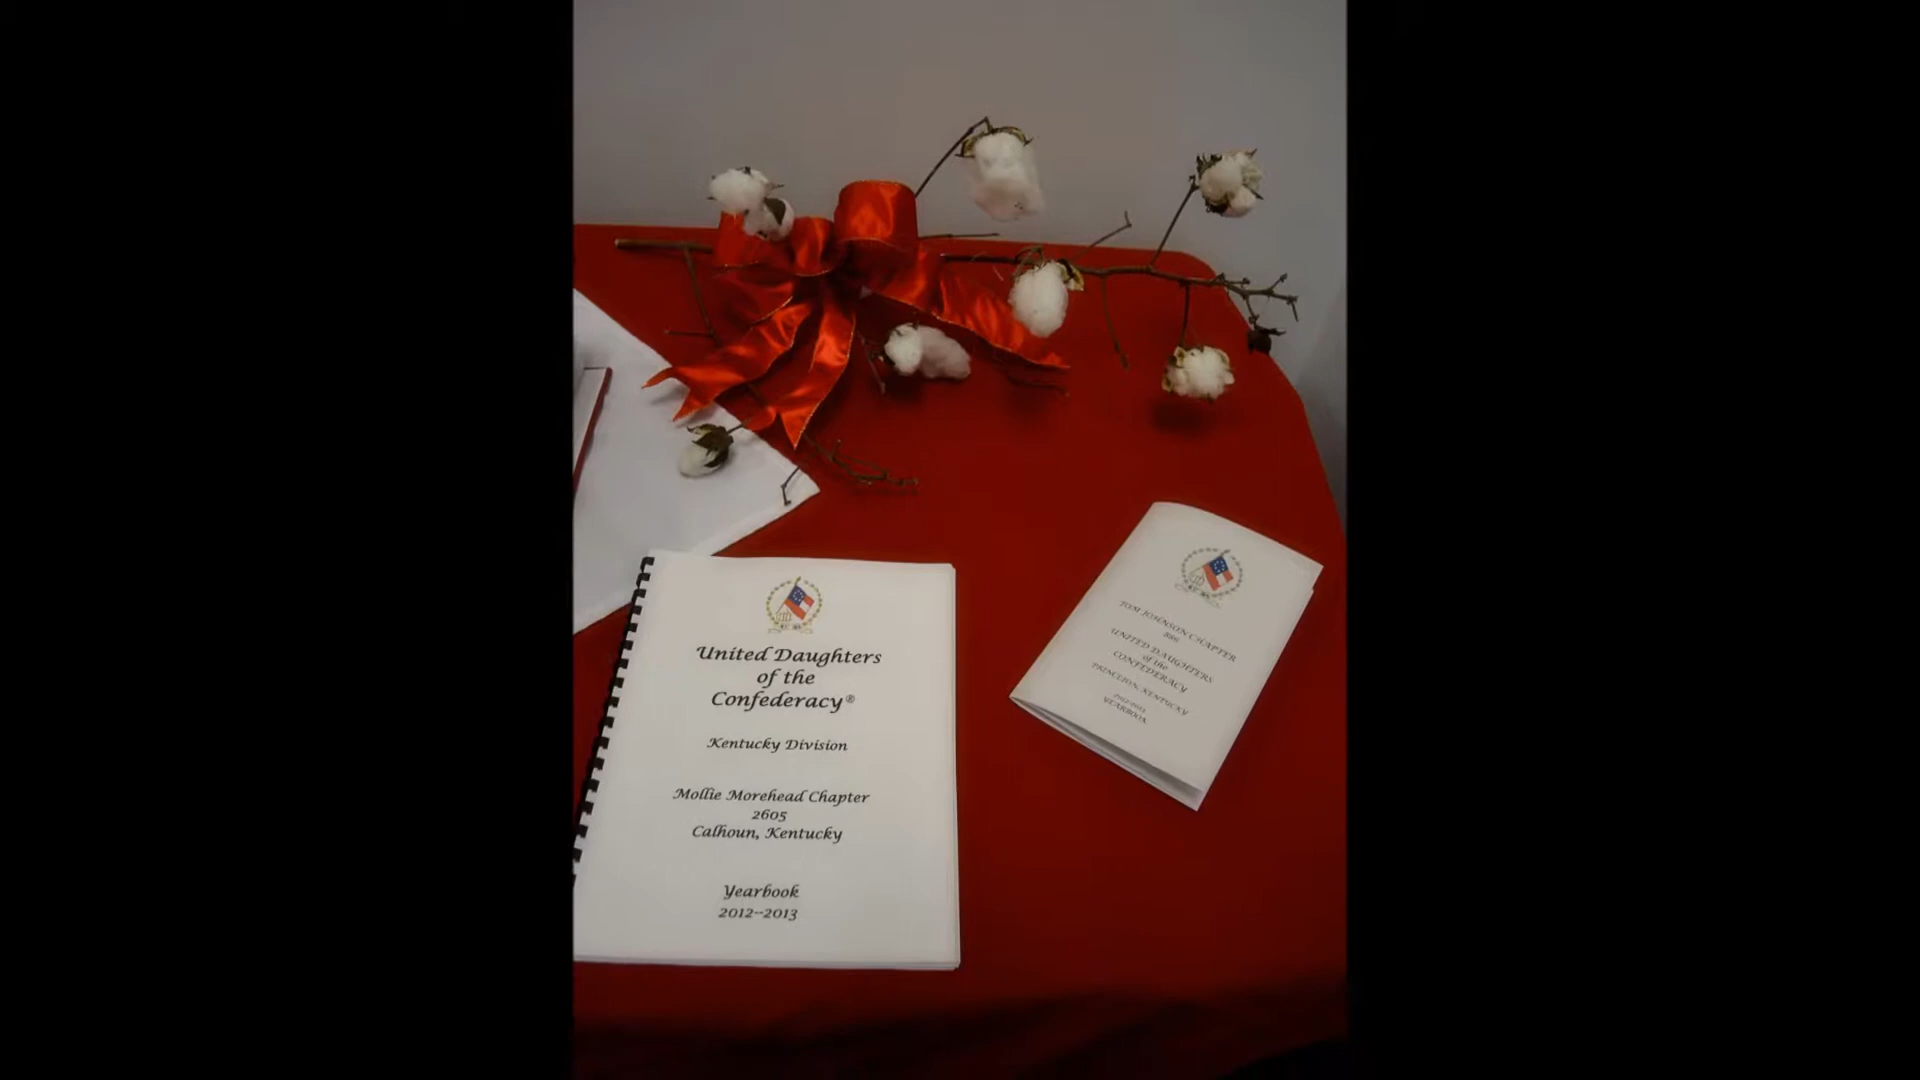 United Daughters
of the
Confederacy®
Kentucky Division
Mollie Morehead Chapter
2605
Calhoun, Kentucky
Yearbook
2012--2013
TOM JOHNSON CHAPTER
UNITED DAUGHTERS
of the
CONFEDERACY
PRINCETON, KENTUCKY
YEARBOOK